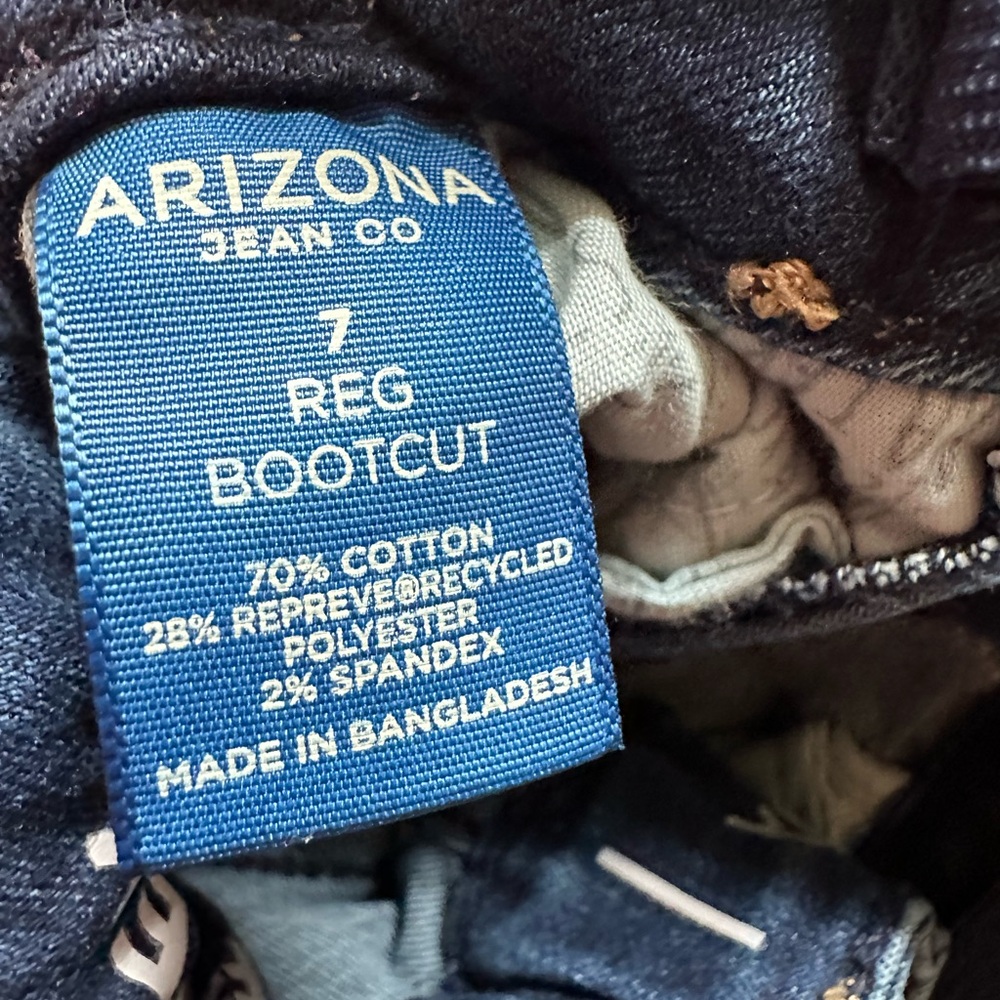 ARIZONA
JEAN CO
7
REG
BOOTCUT
70% COTTON
28% REPREVE®RECYCLED
POLYESTER
2% SPANDEX
MADE IN BANGLADESH